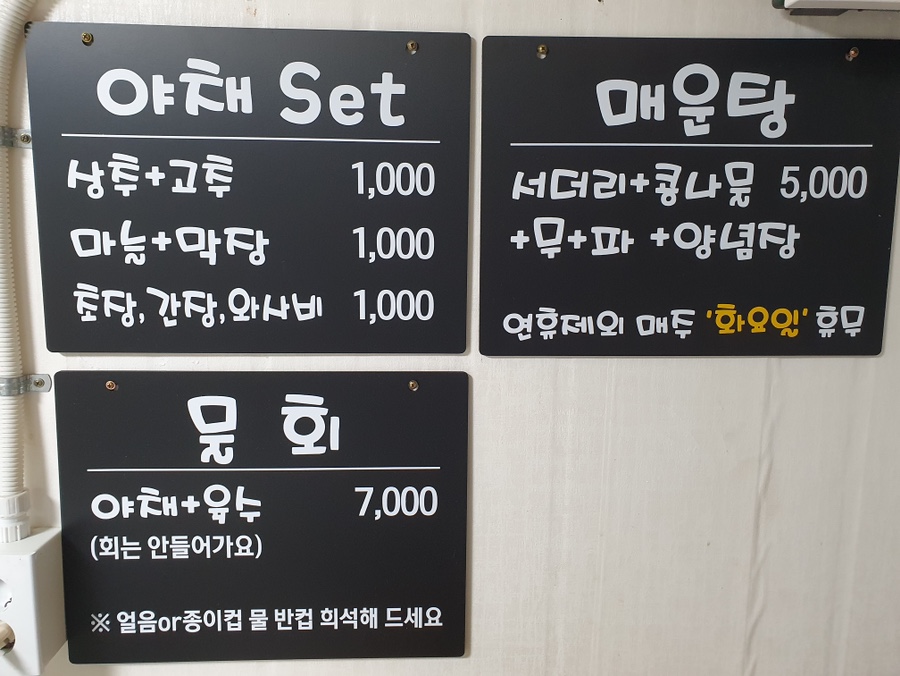 야채 Set
상추+고추 1,000
마늘+막장 1,000
초장,간장,와사비 1,000
매운탕
서더리+콩나물 5,000
+무+파 +양념장
연휴제외 매주 '화요일' 휴무
물 회
야채+육수 7,000
(회는 안들어가요)
※ 얼음or종이컵 물 반컵 희석해 드세요